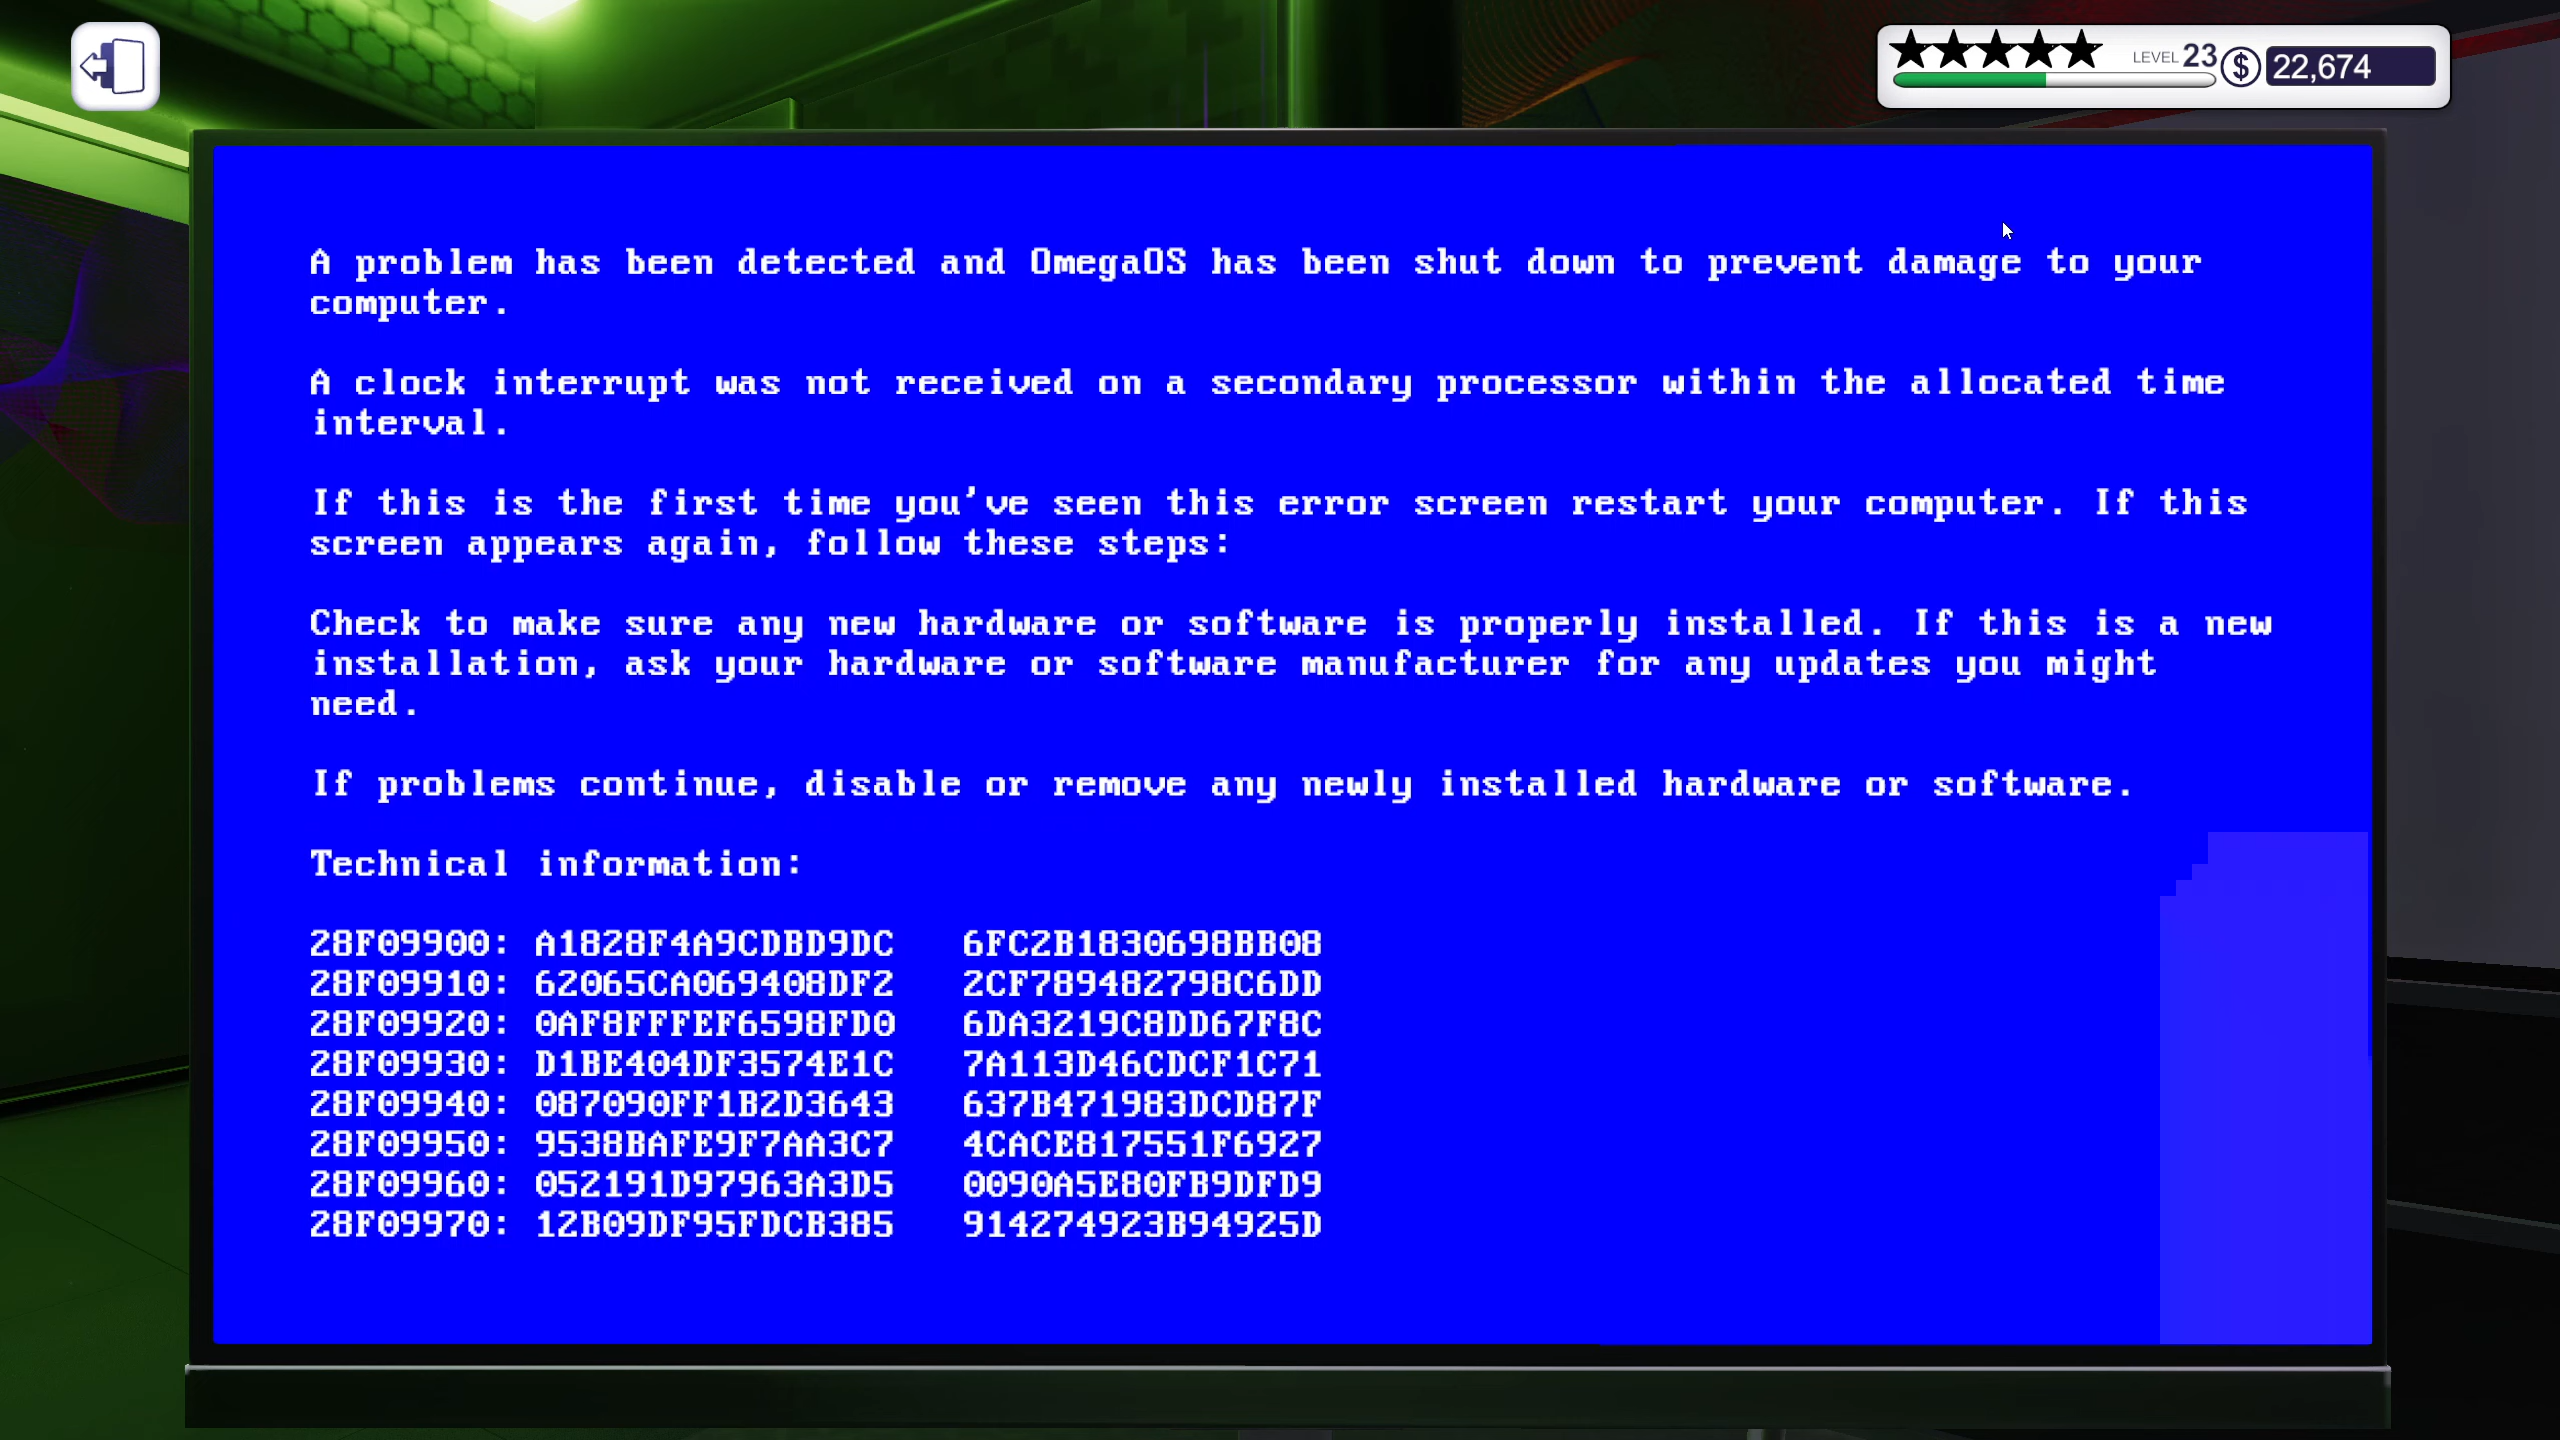 LEVEL 23
$ 22,674
A problem has been detected and OmegaOS has been shut down to prevent damage to your
computer.
A clock interrupt was not received on a secondary processor within the allocated time
interval.
If this is the first time you've seen this error screen restart your computer. If this
screen appears again, follow these steps:
Check to make sure any new hardware or software is properly installed. If this is a new
installation, ask your hardware or software manufacturer for any updates you might
need.
If problems continue, disable or remove any newly installed hardware or software.
Technical information:
28F09900: A1828F4A9CDBD9DC 6FC2B1830698BB08
28F09910: 62065CA069408DF2 2CF789482798C6DD
28F09920: 0AF8FFFEF6598FD0 6DA3219C8DD67F8C
28F09930: D1BE404DF3574E1C 7A113D46CDCF1C71
28F09940: 087090FF1B2D3643 637B471983DCD87F
28F09950: 9538BAFE9F7AA3C7 4CACE817551F6927
28F09960: 052191D97963A3D5 0090A5E80FB9DFD9
28F09970: 12B09DF95FDCB385 914274923B94925D